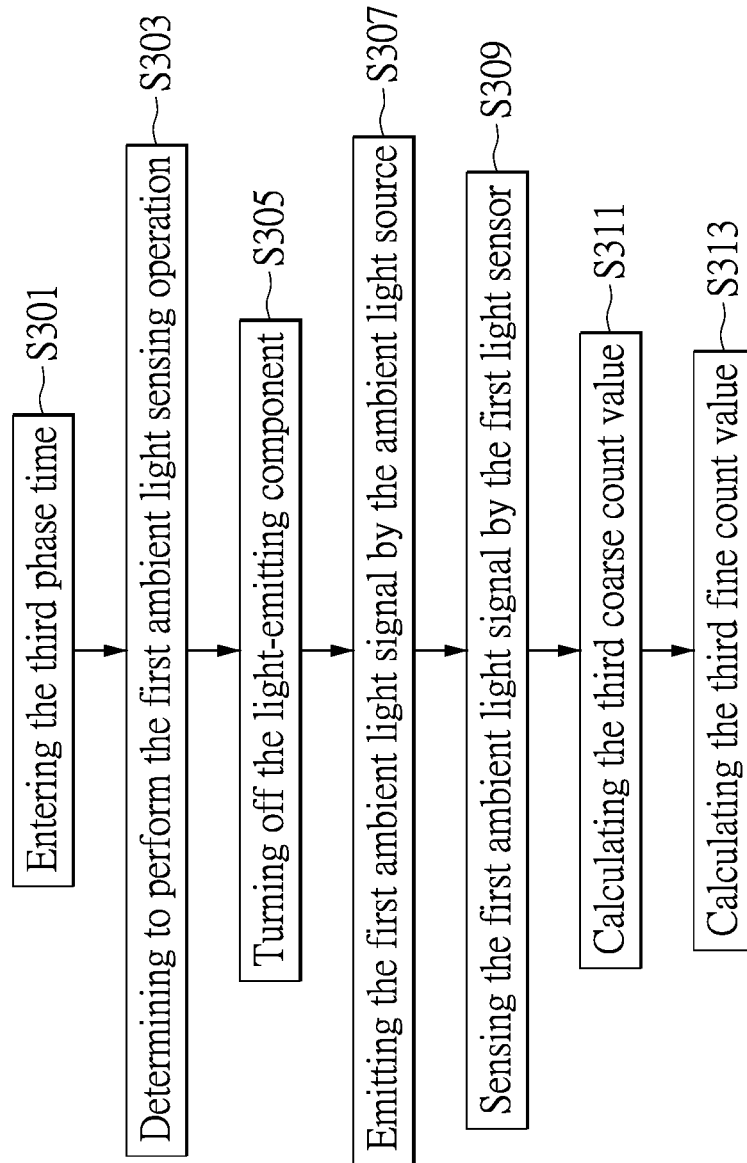 Entering the third phase time
S301
Determining to perform the first ambient light sensing operation
S303
Turning off the light-emitting component
S305
Emitting the first ambient light signal by the ambient light source
S307
Sensing the first ambient light signal by the first light sensor
S309
Calculating the third coarse count value
S311
Calculating the third fine count value
S313